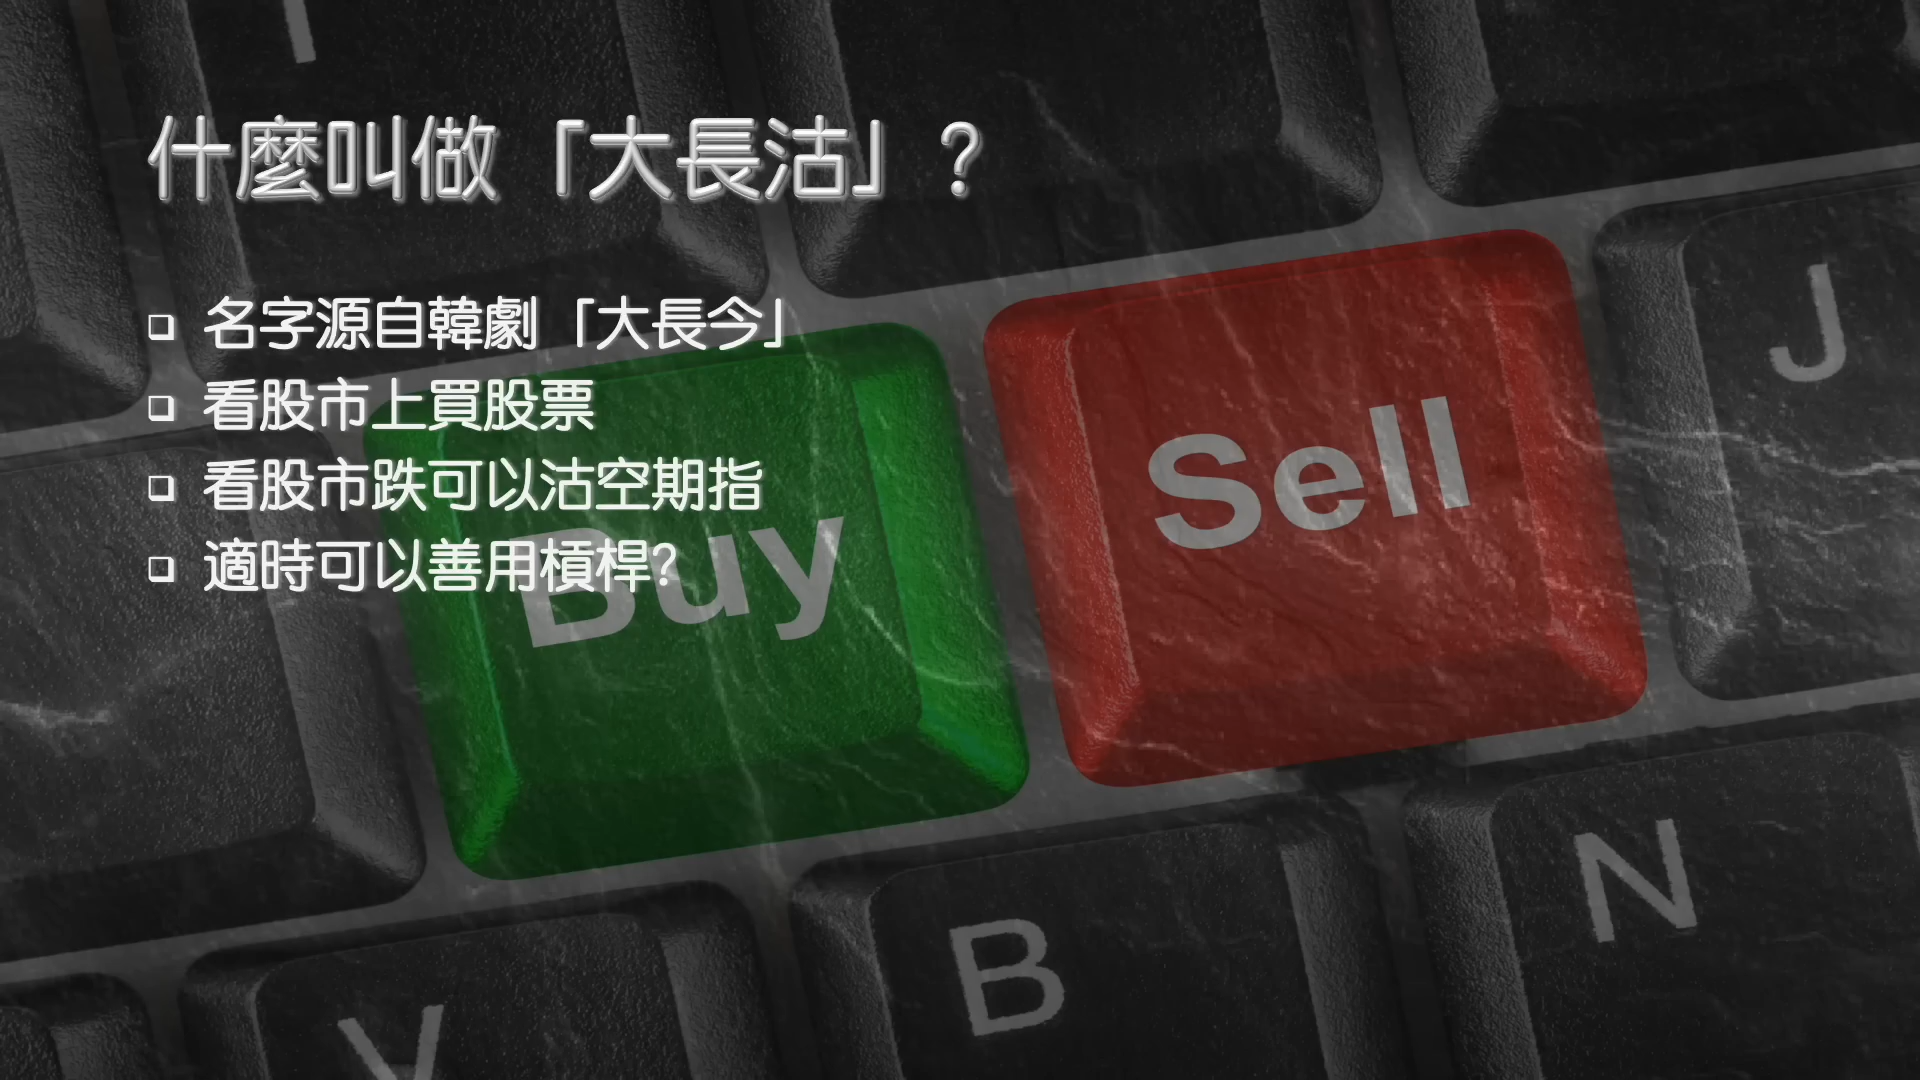 什麼叫做「大長沽」?
❑ 名字源自韓劇「大長今」
❑ 看股市上買股票
❑ 看股市跌可以沽空期指
❑ 適時可以善用槓桿?
Buy
Sell
J
N
B
V